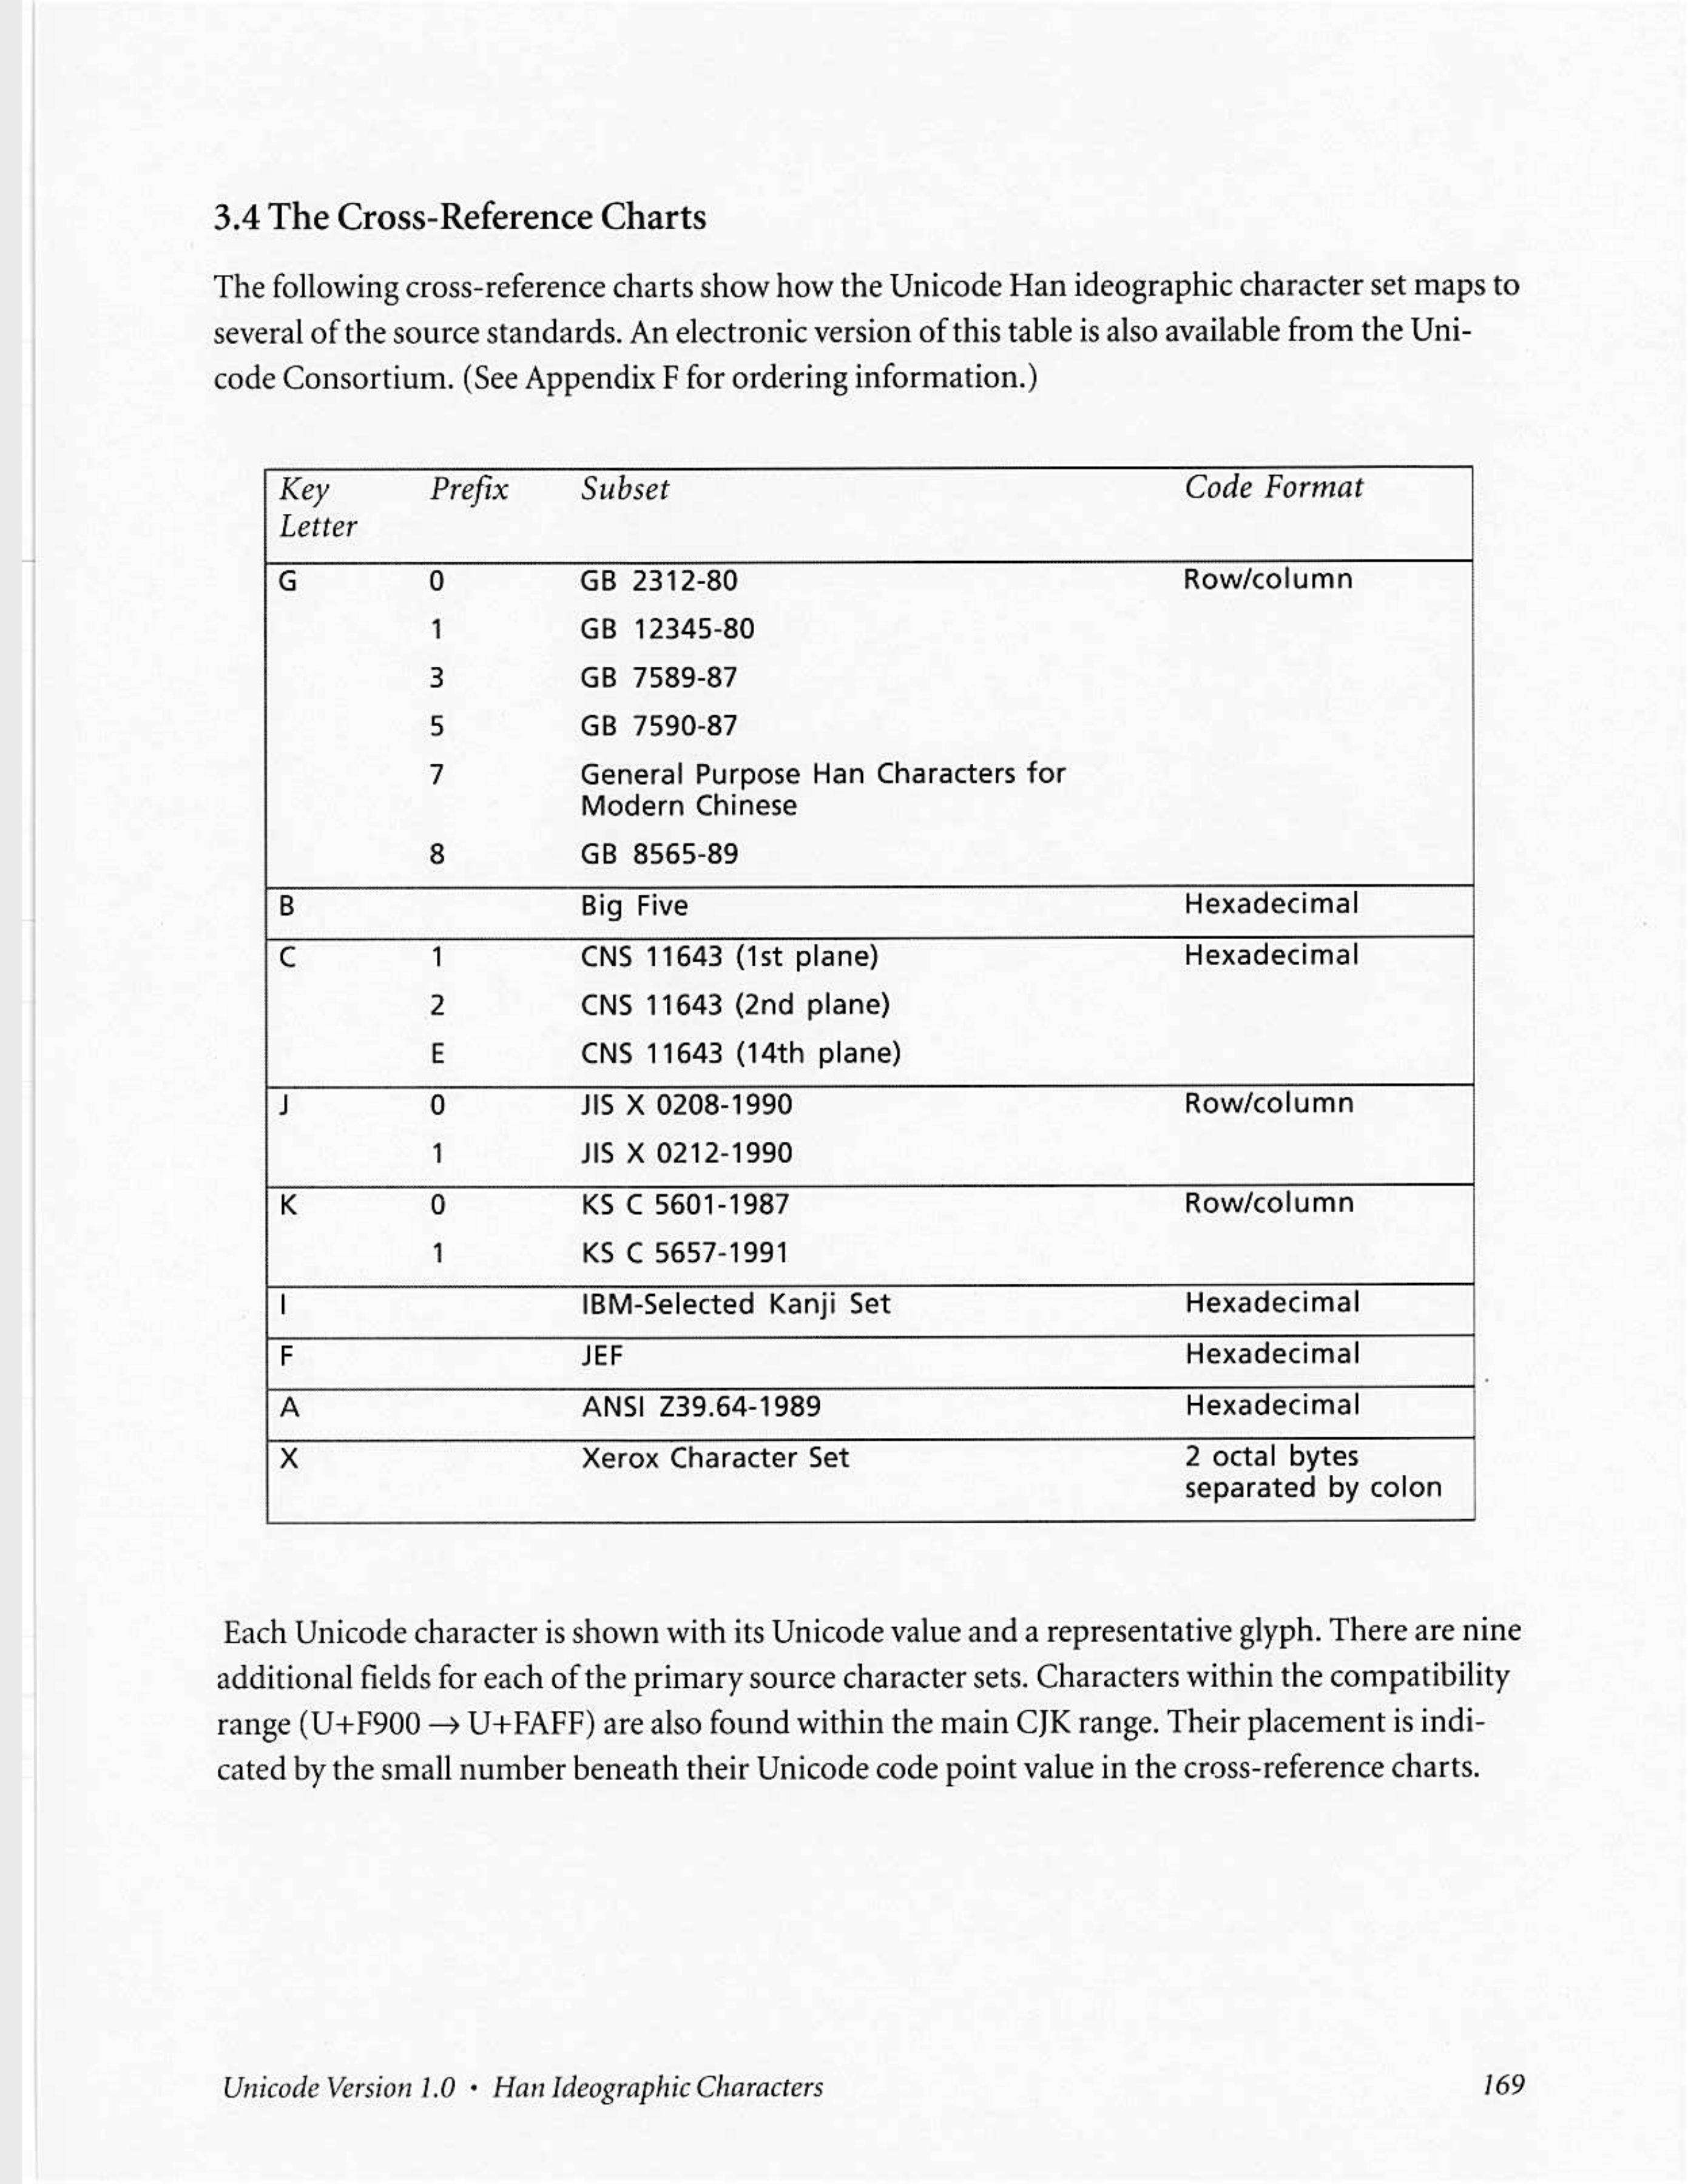 3.4 The Cross-Reference Charts
The following cross-reference charts show how the Unicode Han ideographic character set maps to
several of the source standards. An electronic version of this table is also available from the Uni-
code Consortium. (See Appendix F for ordering information.)
Key Letter Prefix Subset Code Format
G 0 GB 2312-80 Row/column
1 GB 12345-80
3 GB 7589-87
5 GB 7590-87
7 General Purpose Han Characters for
Modern Chinese
8 GB 8565-89
B Big Five Hexadecimal
C 1 CNS 11643 (1st plane) Hexadecimal
2 CNS 11643 (2nd plane)
E CNS 11643 (14th plane)
J 0 JIS X 0208-1990 Row/column
1 JIS X 0212-1990
K 0 KS C 5601-1987 Row/column
1 KS C 5657-1991
I IBM-Selected Kanji Set Hexadecimal
F JEF Hexadecimal
A ANSI Z39.64-1989 Hexadecimal
X Xerox Character Set 2 octal bytes
separated by colon
Each Unicode character is shown with its Unicode value and a representative glyph. There are nine
additional fields for each of the primary source character sets. Characters within the compatibility
range (U+F900 → U+FAFF) are also found within the main CJK range. Their placement is indi-
cated by the small number beneath their Unicode code point value in the cross-reference charts.
Unicode Version 1.0 • Han Ideographic Characters 169